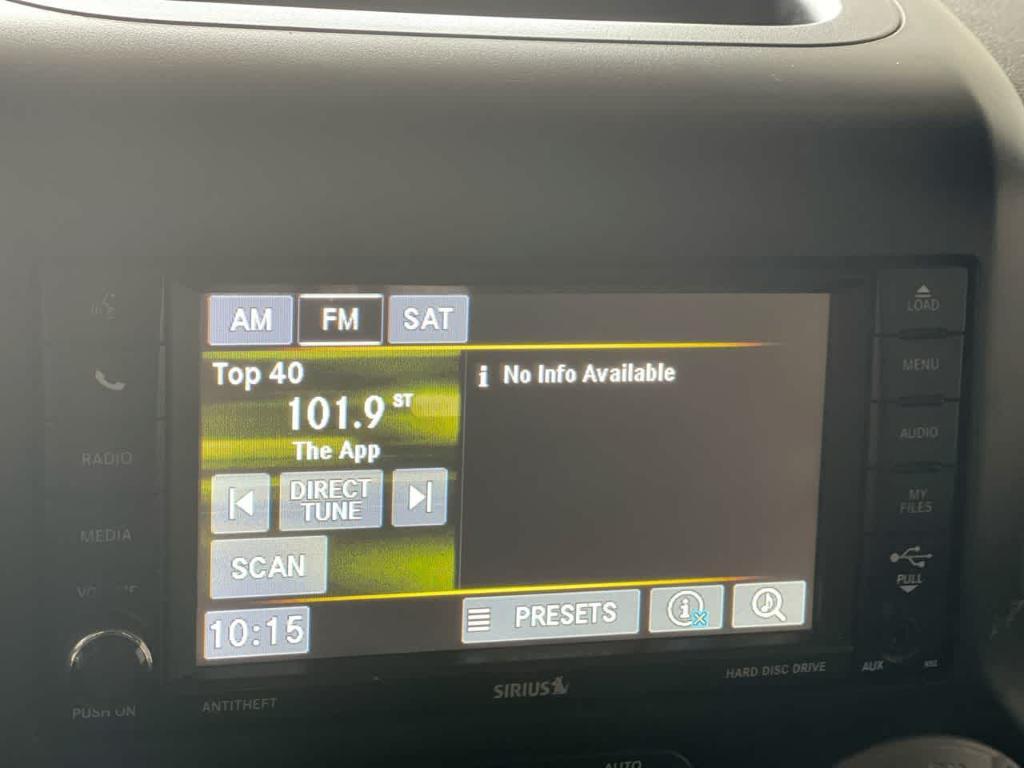 AM FM SAT
Top 40
101.9 ST
The App
DIRECT
TUNE
SCAN
10:15
i No Info Available
PRESETS
i
RADIO
MEDIA
PUSH ON
ANTITHEFT
SIRIUS
HARD DISC DRIVE
LOAD
MENU
AUDIO
MY
FILES
PULL
AUX
AUTO